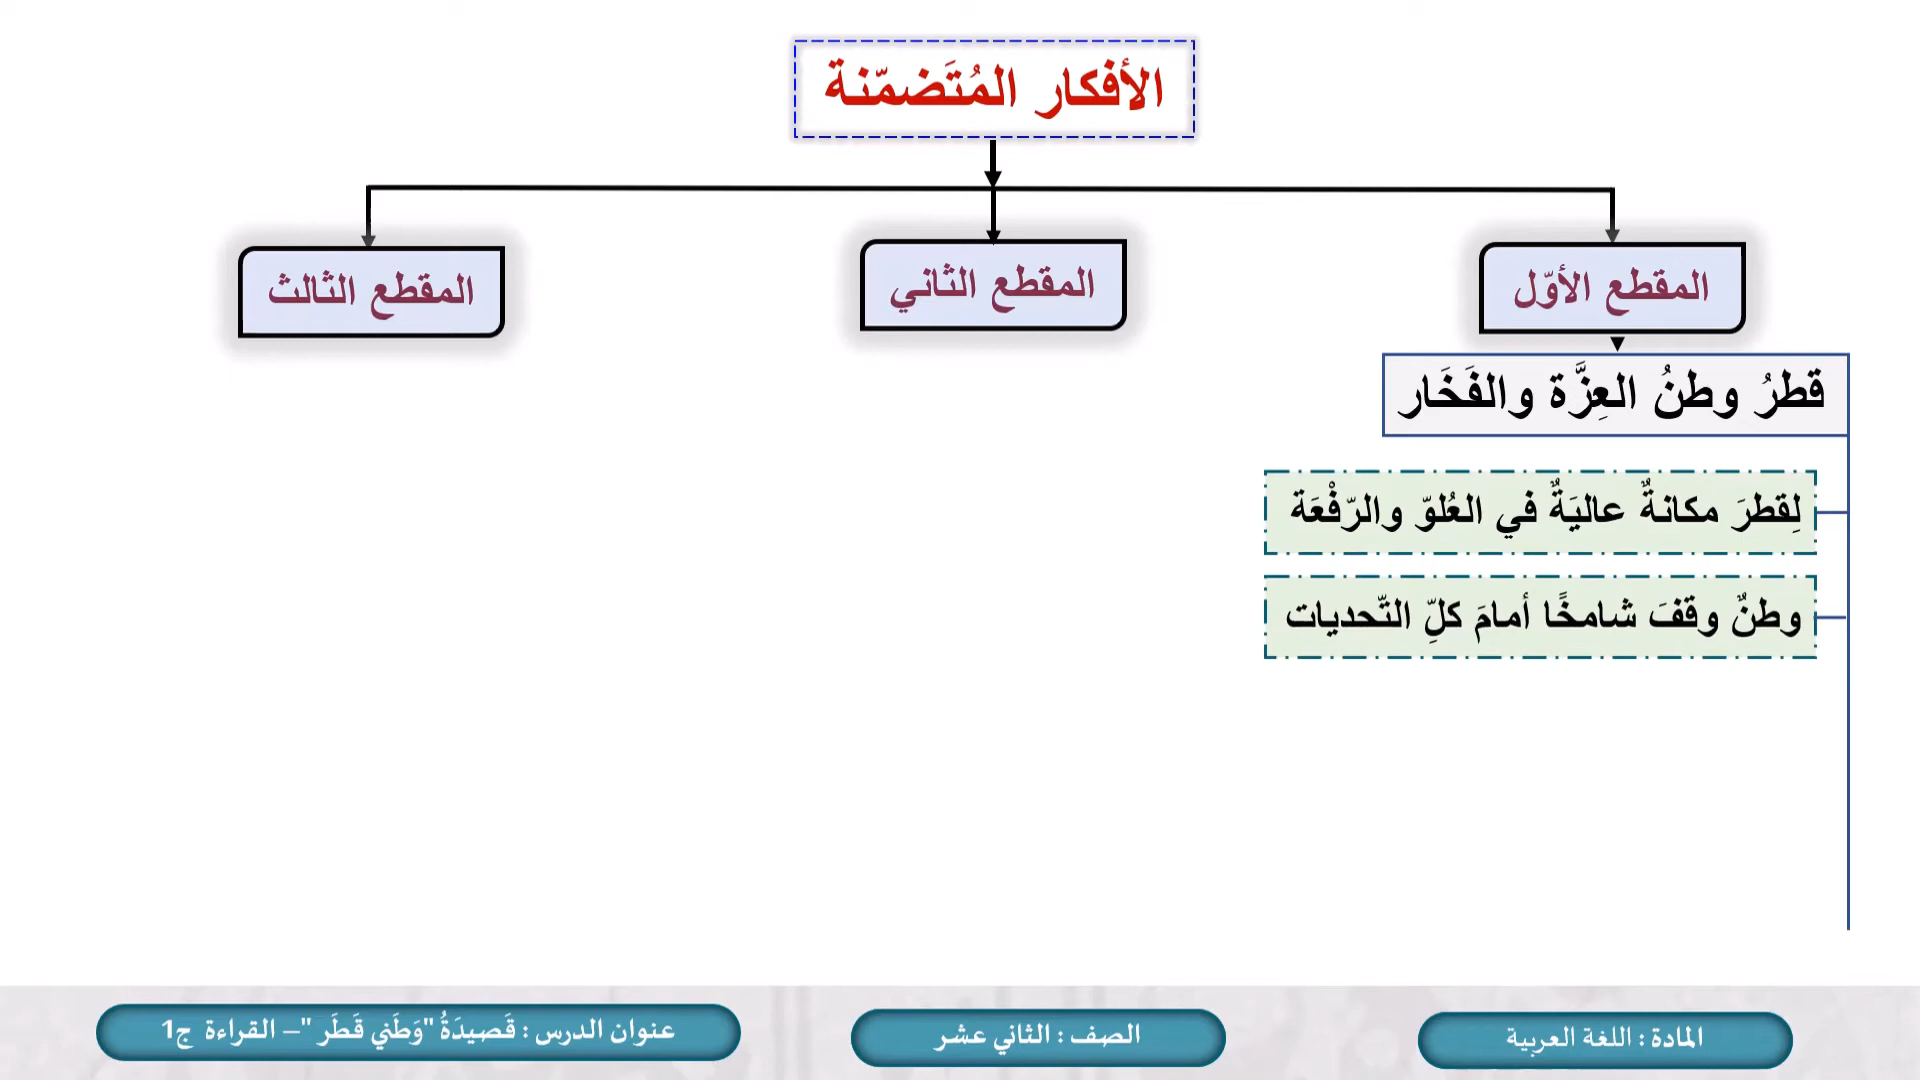 الأفكار المُتَضمّنة
المقطع الأوّل
المقطع الثاني
المقطع الثالث
قطرُ وطنُ العِزَّة والفَخَار
لِقطرَ مكانةٌ عاليَةٌ في العُلوّ والرّفْعَة
وطنٌ وقفَ شامخًا أمامَ كلِّ التّحديات
المادة : اللغة العربية
الصف : الثاني عشر
عنوان الدرس : قَصيدَةُ "وَطَني قَطَر "– القراءة ج1